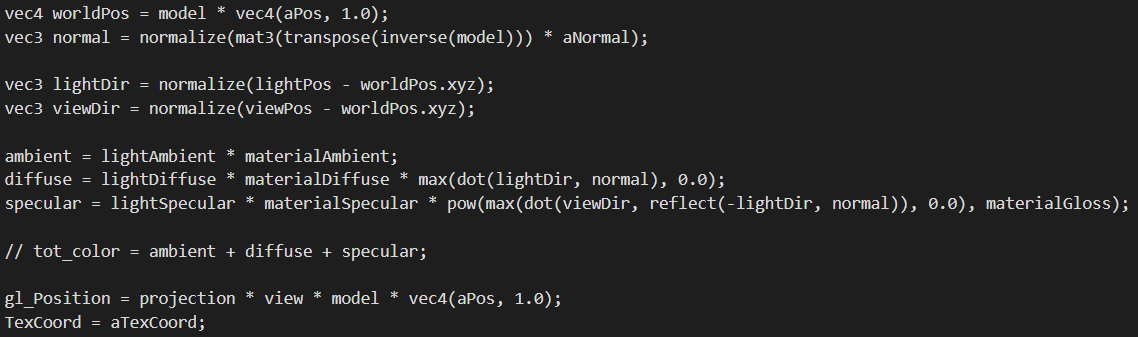 vec4 worldPos = model * vec4(aPos, 1.0);
vec3 normal = normalize(mat3(transpose(inverse(model))) * aNormal);
vec3 lightDir = normalize(lightPos - worldPos.xyz);
vec3 viewDir = normalize(viewPos - worldPos.xyz);
ambient = lightAmbient * materialAmbient;
diffuse = lightDiffuse * materialDiffuse * max(dot(lightDir, normal), 0.0);
specular = lightSpecular * materialSpecular * pow(max(dot(viewDir, reflect(-lightDir, normal)), 0.0), materialGloss);
// tot_color = ambient + diffuse + specular;
gl_Position = projection * view * model * vec4(aPos, 1.0);
TexCoord = aTexCoord;